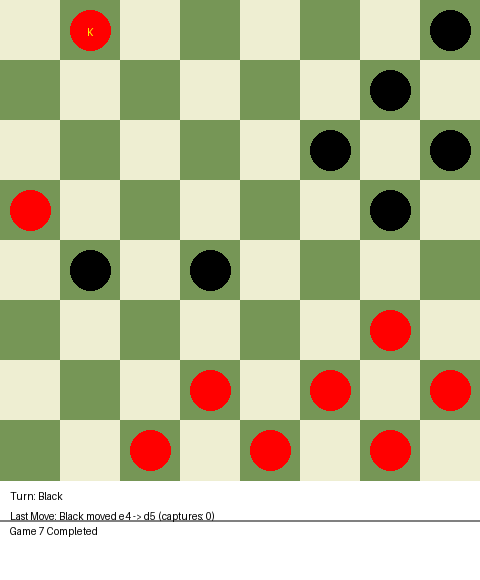 K
Turn: Black
Last Move: Black moved e4 -> d5 (captures: 0)
Game 7 Completed